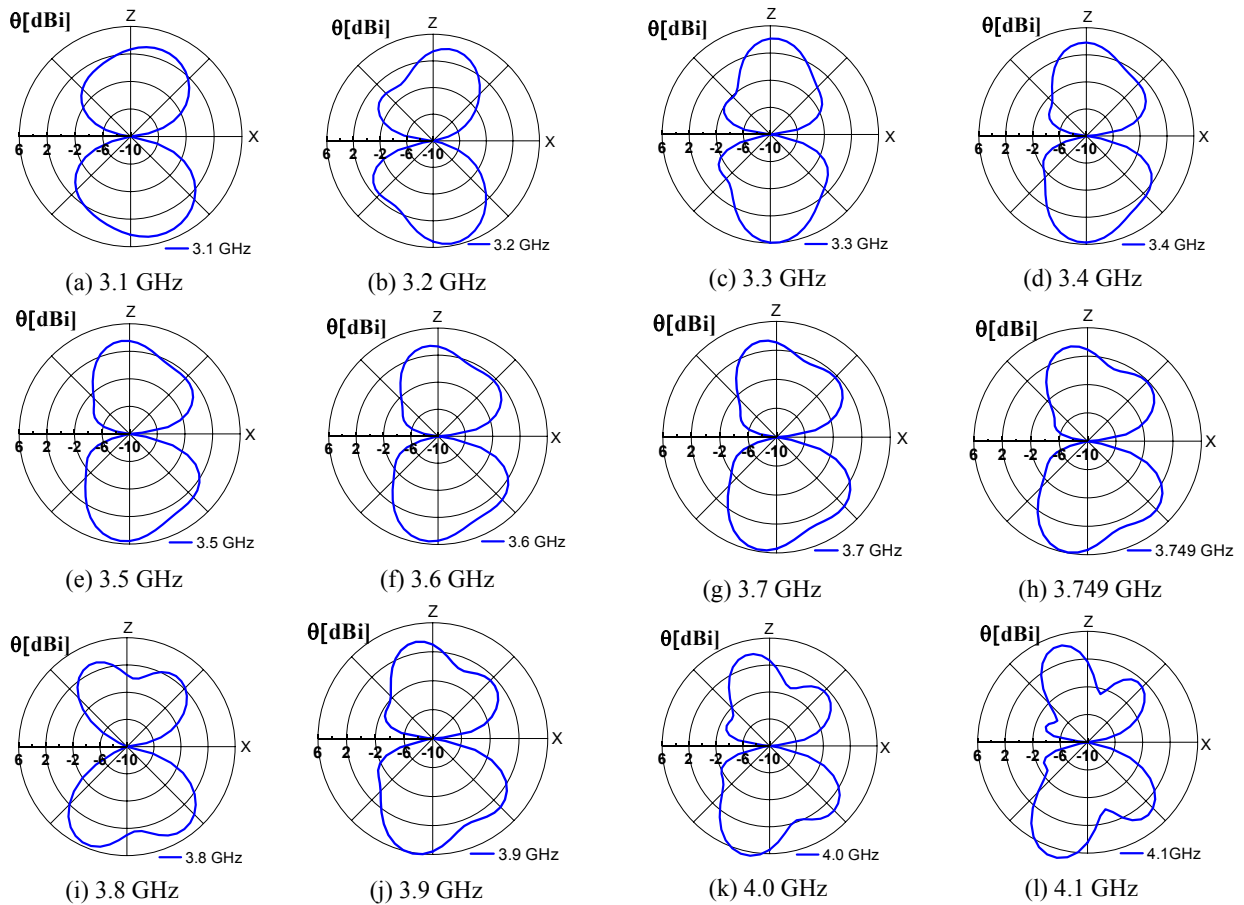 θ[dBi]
Z
X
6 2 -2 -6 -10
3.1 GHz
(a) 3.1 GHz
θ[dBi]
Z
X
6 2 -2 -6 -10
3.2 GHz
(b) 3.2 GHz
θ[dBi]
Z
X
6 2 -2 -6 -10
3.3 GHz
(c) 3.3 GHz
θ[dBi]
Z
X
6 2 -2 -6 -10
3.4 GHz
(d) 3.4 GHz
θ[dBi]
Z
X
6 2 -2 -6 -10
3.5 GHz
(e) 3.5 GHz
θ[dBi]
Z
X
6 2 -2 -6 -10
3.6 GHz
(f) 3.6 GHz
θ[dBi]
Z
X
6 2 -2 -6 -10
3.7 GHz
(g) 3.7 GHz
θ[dBi]
Z
X
6 2 -2 -6 -10
3.749 GHz
(h) 3.749 GHz
θ[dBi]
Z
X
6 2 -2 -6 -10
3.8 GHz
(i) 3.8 GHz
θ[dBi]
Z
X
6 2 -2 -6 -10
3.9 GHz
(j) 3.9 GHz
θ[dBi]
Z
X
6 2 -2 -6 -10
4.0 GHz
(k) 4.0 GHz
θ[dBi]
Z
X
6 2 -2 -6 -10
4.1GHz
(l) 4.1 GHz